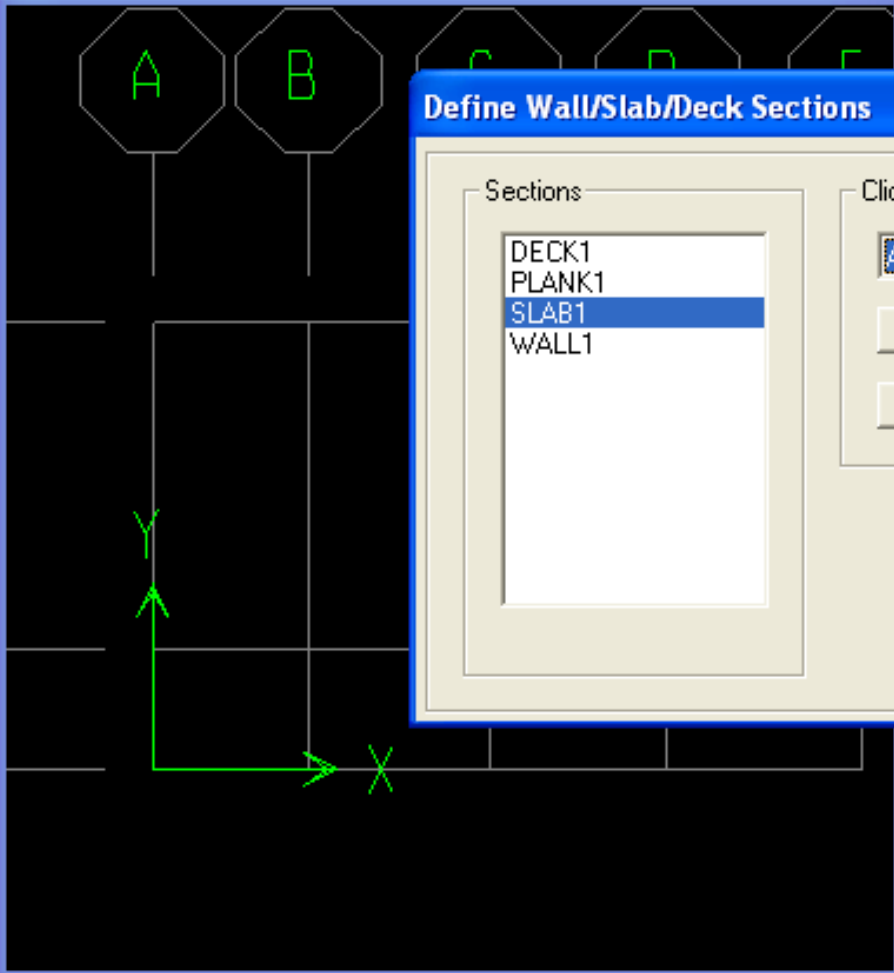 A B
Define Wall/Slab/Deck Sections
Sections
DECK1
PLANK1
SLAB1
WALL1
Y
X